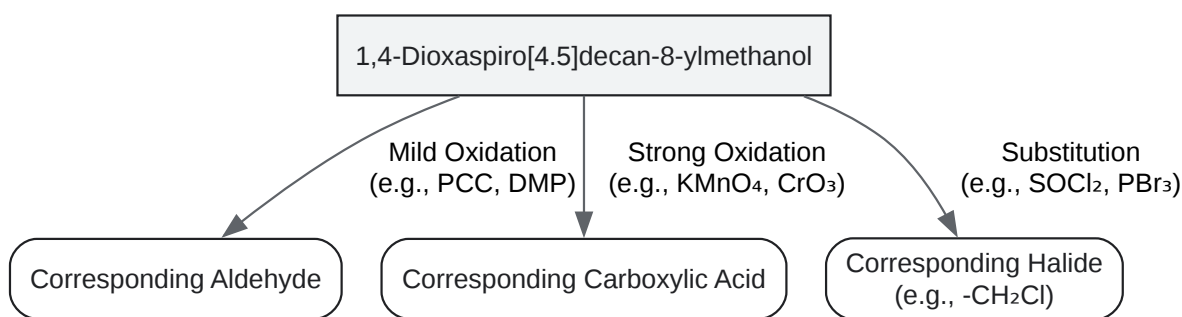 1,4-Dioxaspiro[4.5]decan-8-ylmethanol
Mild Oxidation
(e.g., PCC, DMP)
Strong Oxidation
(e.g., KMnO₄, CrO₃)
Substitution
(e.g., SOCl₂, PBr₃)
Corresponding Aldehyde
Corresponding Carboxylic Acid
Corresponding Halide
(e.g., -CH₂Cl)